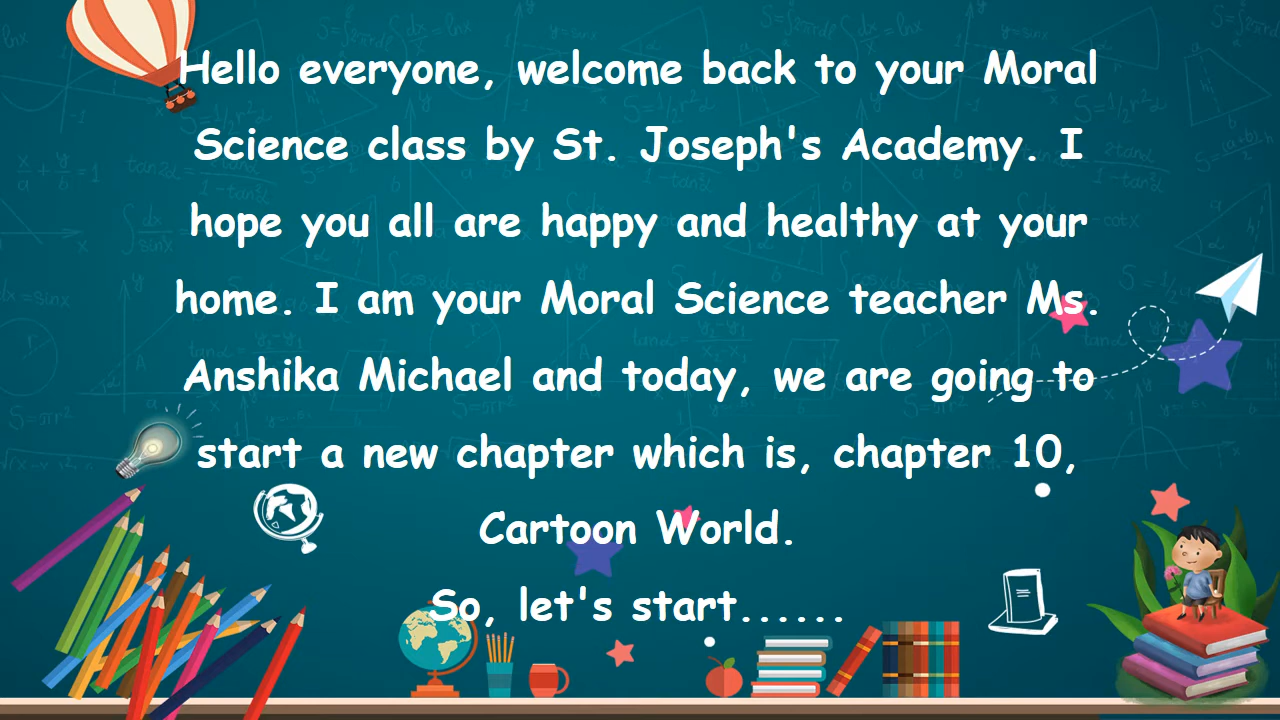 Hello everyone, welcome back to your Moral
Science class by St. Joseph's Academy. I
hope you all are happy and healthy at your
home. I am your Moral Science teacher Ms.
Anshika Michael and today, we are going to
start a new chapter which is, chapter 10,
Cartoon World.
So, let's start......